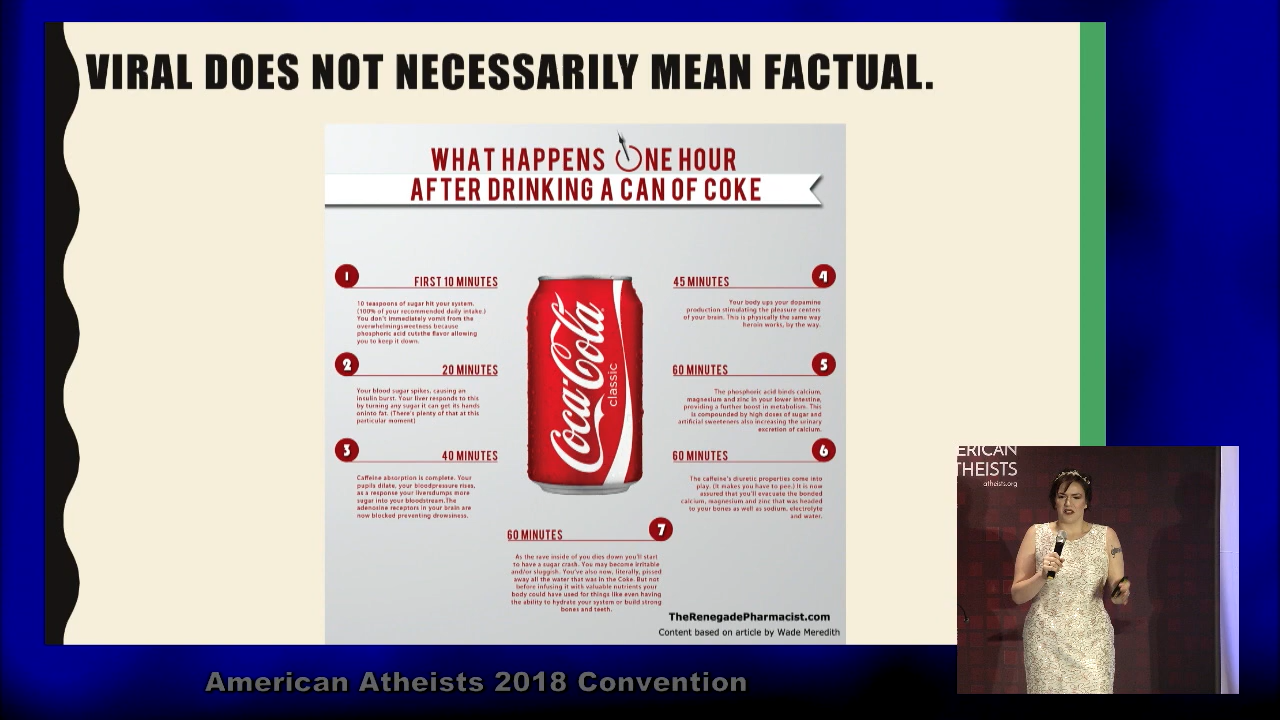 VIRAL DOES NOT NECESSARILY MEAN FACTUAL.
WHAT HAPPENS ONE HOUR
AFTER DRINKING A CAN OF COKE
1
FIRST 10 MINUTES
10 teaspoons of sugar hit your system.
(100% of your recommended daily intake.)
You don't immediately vomit from the
overwhelmingsweetness because
phosphoric acid cutsthe flavor allowing
you to keep it down.
2
20 MINUTES
Your blood sugar spikes, causing an
insulin burst. Your liver responds to this
by turning any sugar it can get its hands
oninto fat. (There's plenty of that at this
particular moment)
3
40 MINUTES
Caffeine absorption is complete. Your
pupils dilate, your bloodpressure rises,
as a response your liversdumps more
sugar into your bloodstream.The
adenosine receptors in your brain are
now blocked preventing drowsiness.
Coca-Cola
classic
45 MINUTES
4
Your body ups your dopamine
production stimulating the pleasure centers
of your brain. This is physically the same way
heroin works, by the way.
60 MINUTES
5
The phosphoric acid binds calcium,
magnesium and zinc in your lower intestine,
providing a further boost in metabolism. This
is compounded by high doses of sugar and
artificial sweeteners also increasing the urinary
excretion of calcium.
60 MINUTES
6
The caffeine's diuretic properties come into
play. (It makes you have to pee.) It is now
assured that you'll evacuate the bonded
calcium, magnesium and zinc that was headed
to your bones as well as sodium, electrolyte
and water.
60 MINUTES
7
As the rave inside of you dies down you'll start
to have a sugar crash. You may become irritable
and/or sluggish. You've also now, literally, pissed
away all the water that was in the Coke. But not
before infusing it with valuable nutrients your
body could have used for things like even having
the ability to hydrate your system or build strong
bones and teeth.
TheRenegadePharmacist.com
Content based on article by Wade Meredith
ERICAN
THEISTS
atheists.org
American Atheists 2018 Convention